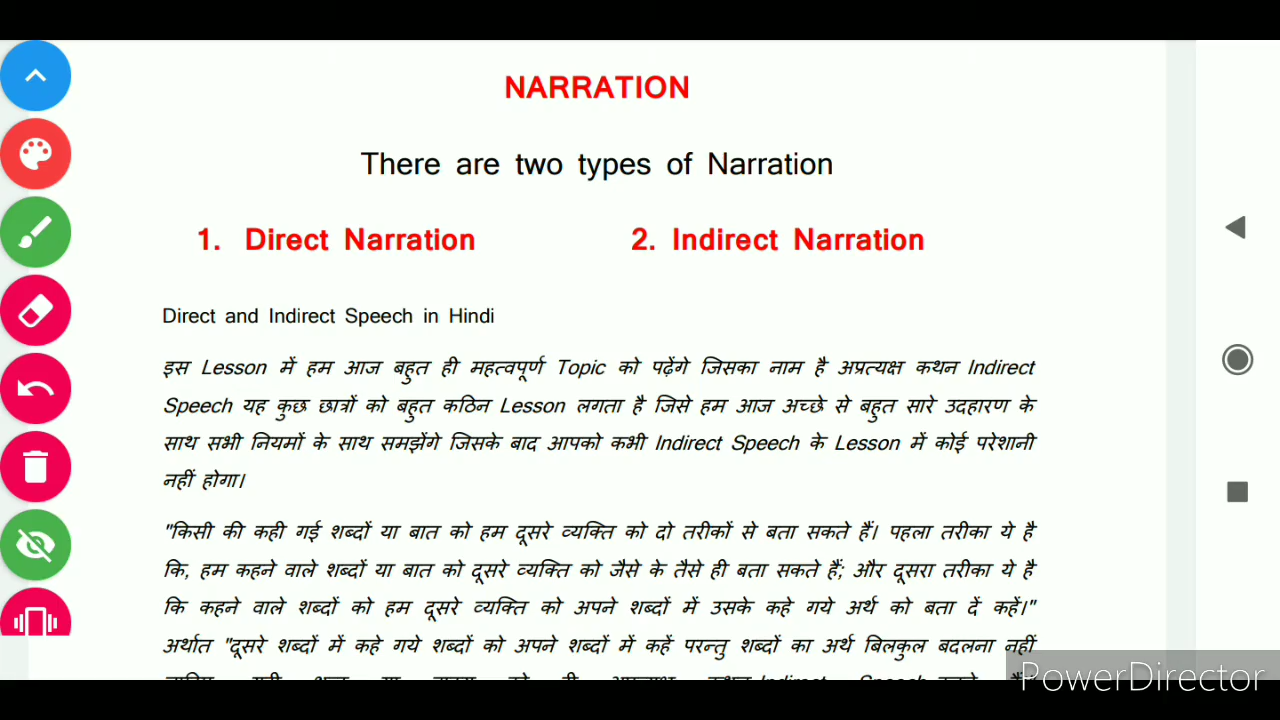 NARRATION
There are two types of Narration
1. Direct Narration 2. Indirect Narration
Direct and Indirect Speech in Hindi
इस Lesson में हम आज बहुत ही महत्वपूर्ण Topic को पढ़ेंगे जिसका नाम है अप्रत्यक्ष कथन Indirect
Speech यह कुछ छात्रों को बहुत कठिन Lesson लगता है जिसे हम आज अच्छे से बहुत सारे उदहारण के
साथ सभी नियमों के साथ समझेंगे जिसके बाद आपको कभी Indirect Speech के Lesson में कोई परेशानी
नहीं होगा।
"किसी की कही गई शब्दों या बात को हम दूसरे व्यक्ति को दो तरीकों से बता सकते हैं। पहला तरीका ये है
कि, हम कहने वाले शब्दों या बात को दूसरे व्यक्ति को जैसे के तैसे ही बता सकते हैं; और दूसरा तरीका ये है
कि कहने वाले शब्दों को हम दूसरे व्यक्ति को अपने शब्दों में उसके कहे गये अर्थ को बता दें कहें।"
अर्थात "दूसरे शब्दों में कहे गये शब्दों को अपने शब्दों में कहें परन्तु शब्दों का अर्थ बिलकुल बदलना नहीं
PowerDirector